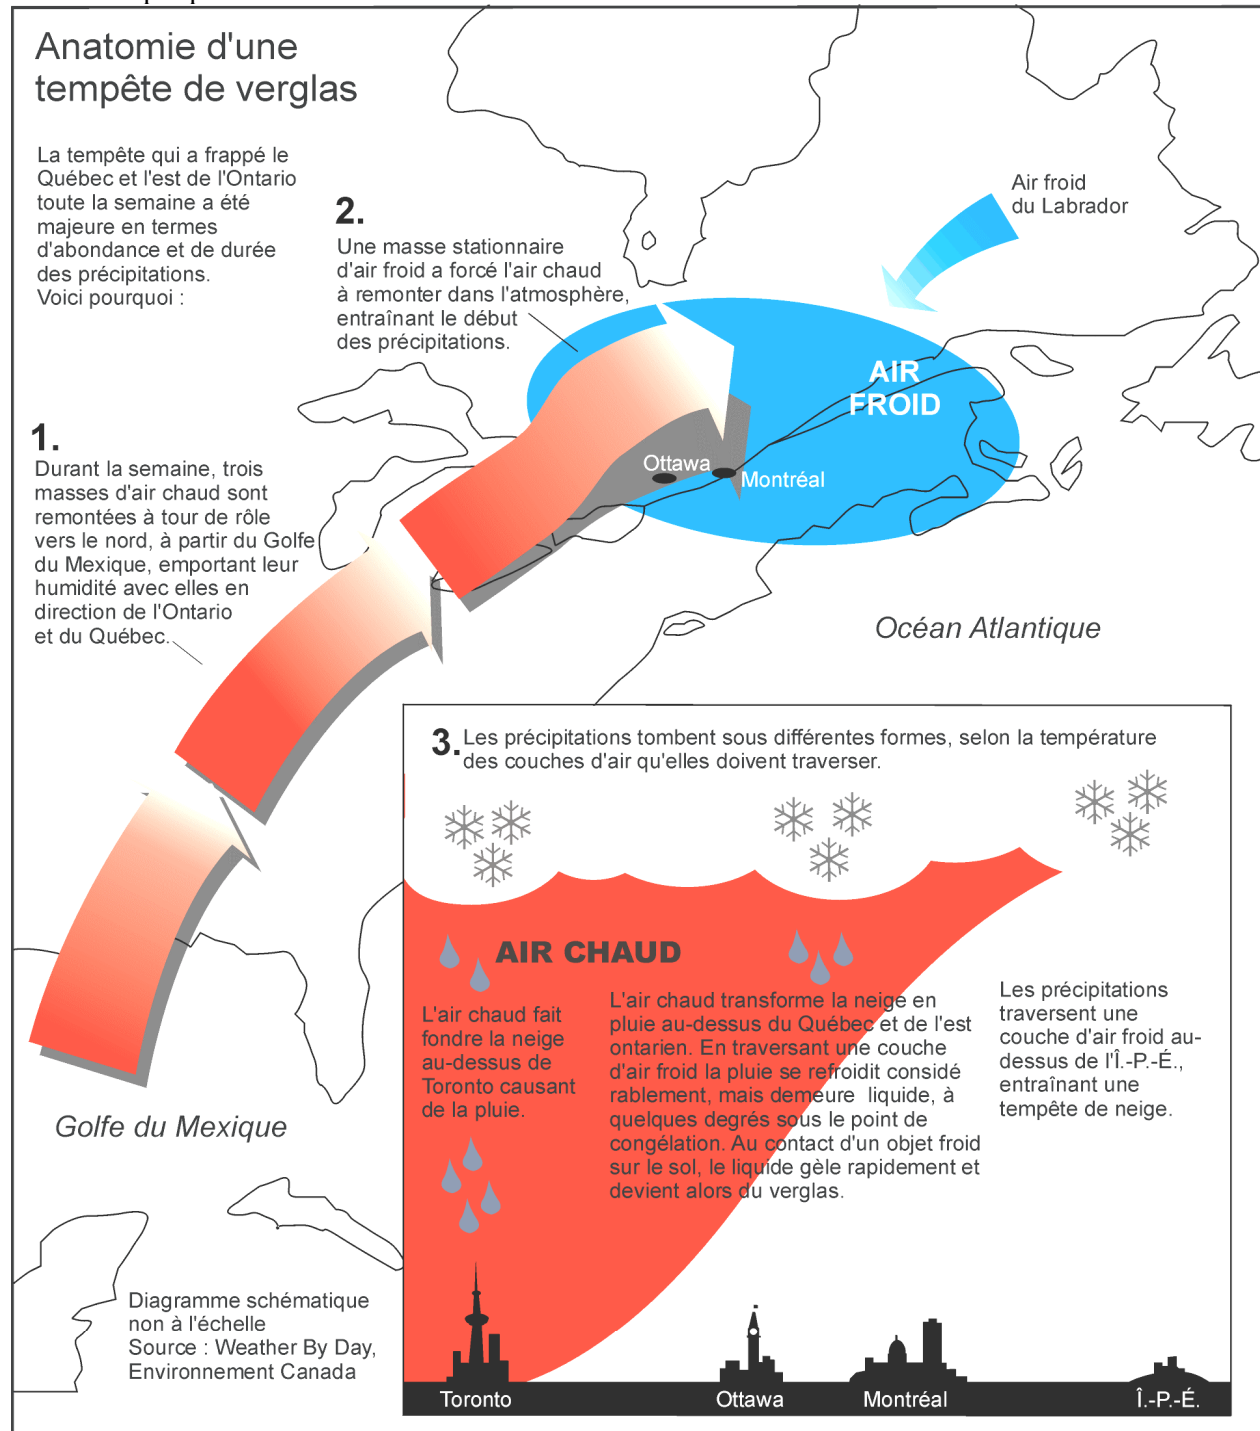 Anatomie d'une
tempête de verglas
La tempête qui a frappé le
Québec et l'est de l'Ontario
toute la semaine a été
majeure en termes
d'abondance et de durée
des précipitations.
Voici pourquoi :
2.
Une masse stationnaire
d'air froid a forcé l'air chaud
à remonter dans l'atmosphère,
entraînant le début
des précipitations.
Air froid
du Labrador
AIR
FROID
1.
Durant la semaine, trois
masses d'air chaud sont
remontées à tour de rôle
vers le nord, à partir du Golfe
du Mexique, emportant leur
humidité avec elles en
direction de l'Ontario
et du Québec.
Ottawa
Montréal
Océan Atlantique
3. Les précipitations tombent sous différentes formes, selon la température
des couches d'air qu'elles doivent traverser.
AIR CHAUD
L'air chaud fait
fondre la neige
au-dessus de
Toronto causant
de la pluie.
L'air chaud transforme la neige en
pluie au-dessus du Québec et de l'est
ontarien. En traversant une couche
d'air froid la pluie se refroidit considé
rablement, mais demeure liquide, à
quelques degrés sous le point de
congélation. Au contact d'un objet froid
sur le sol, le liquide gèle rapidement et
devient alors du verglas.
Les précipitations
traversent une
couche d'air froid au-
dessus de l'Î.-P.-É.,
entraînant une
tempête de neige.
Golfe du Mexique
Diagramme schématique
non à l'échelle
Source : Weather By Day,
Environnement Canada
Toronto
Ottawa
Montréal
Î.-P.-É.